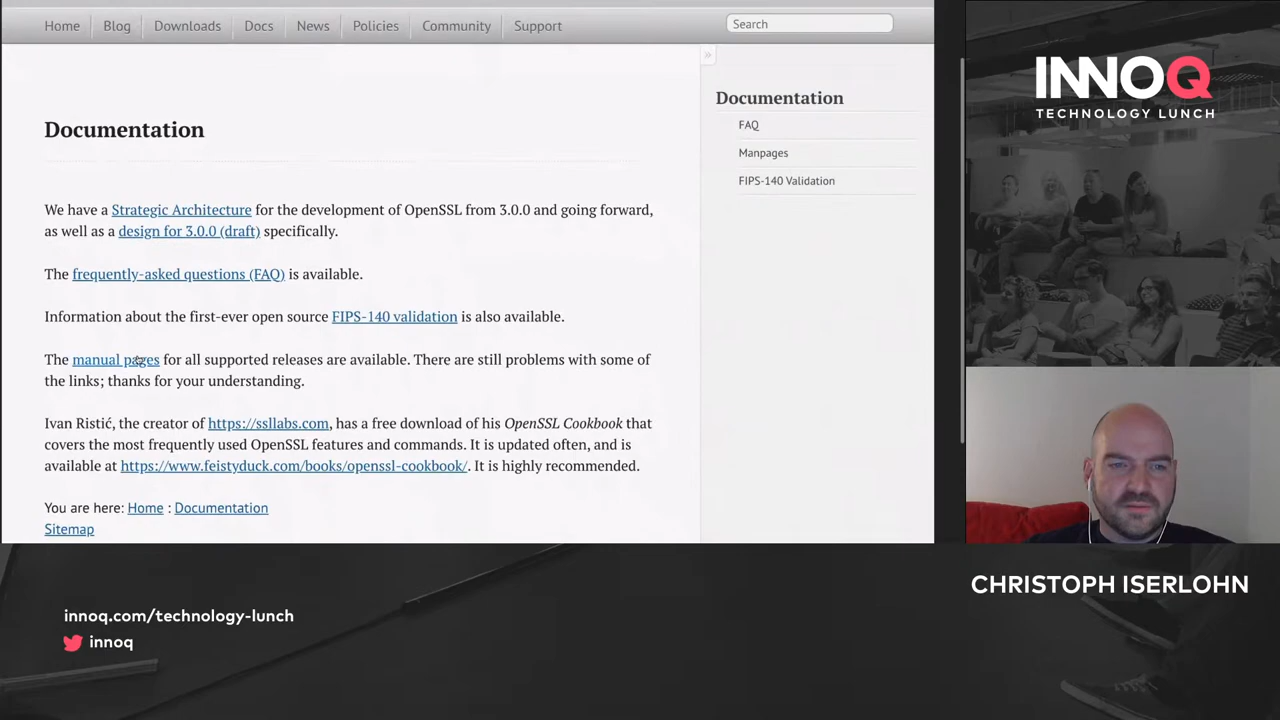 Home Blog Downloads Docs News Policies Community Support Search
INNOQ
TECHNOLOGY LUNCH
»
Documentation
FAQ
Manpages
FIPS-140 Validation
Documentation
We have a Strategic Architecture for the development of OpenSSL from 3.0.0 and going forward,
as well as a design for 3.0.0 (draft) specifically.
The frequently-asked questions (FAQ) is available.
Information about the first-ever open source FIPS-140 validation is also available.
The manual pages for all supported releases are available. There are still problems with some of
the links; thanks for your understanding.
Ivan Ristić, the creator of https://ssllabs.com, has a free download of his OpenSSL Cookbook that
covers the most frequently used OpenSSL features and commands. It is updated often, and is
available at https://www.feistyduck.com/books/openssl-cookbook/. It is highly recommended.
You are here: Home : Documentation
Sitemap
CHRISTOPH ISERLOHN
innoq.com/technology-lunch
innoq